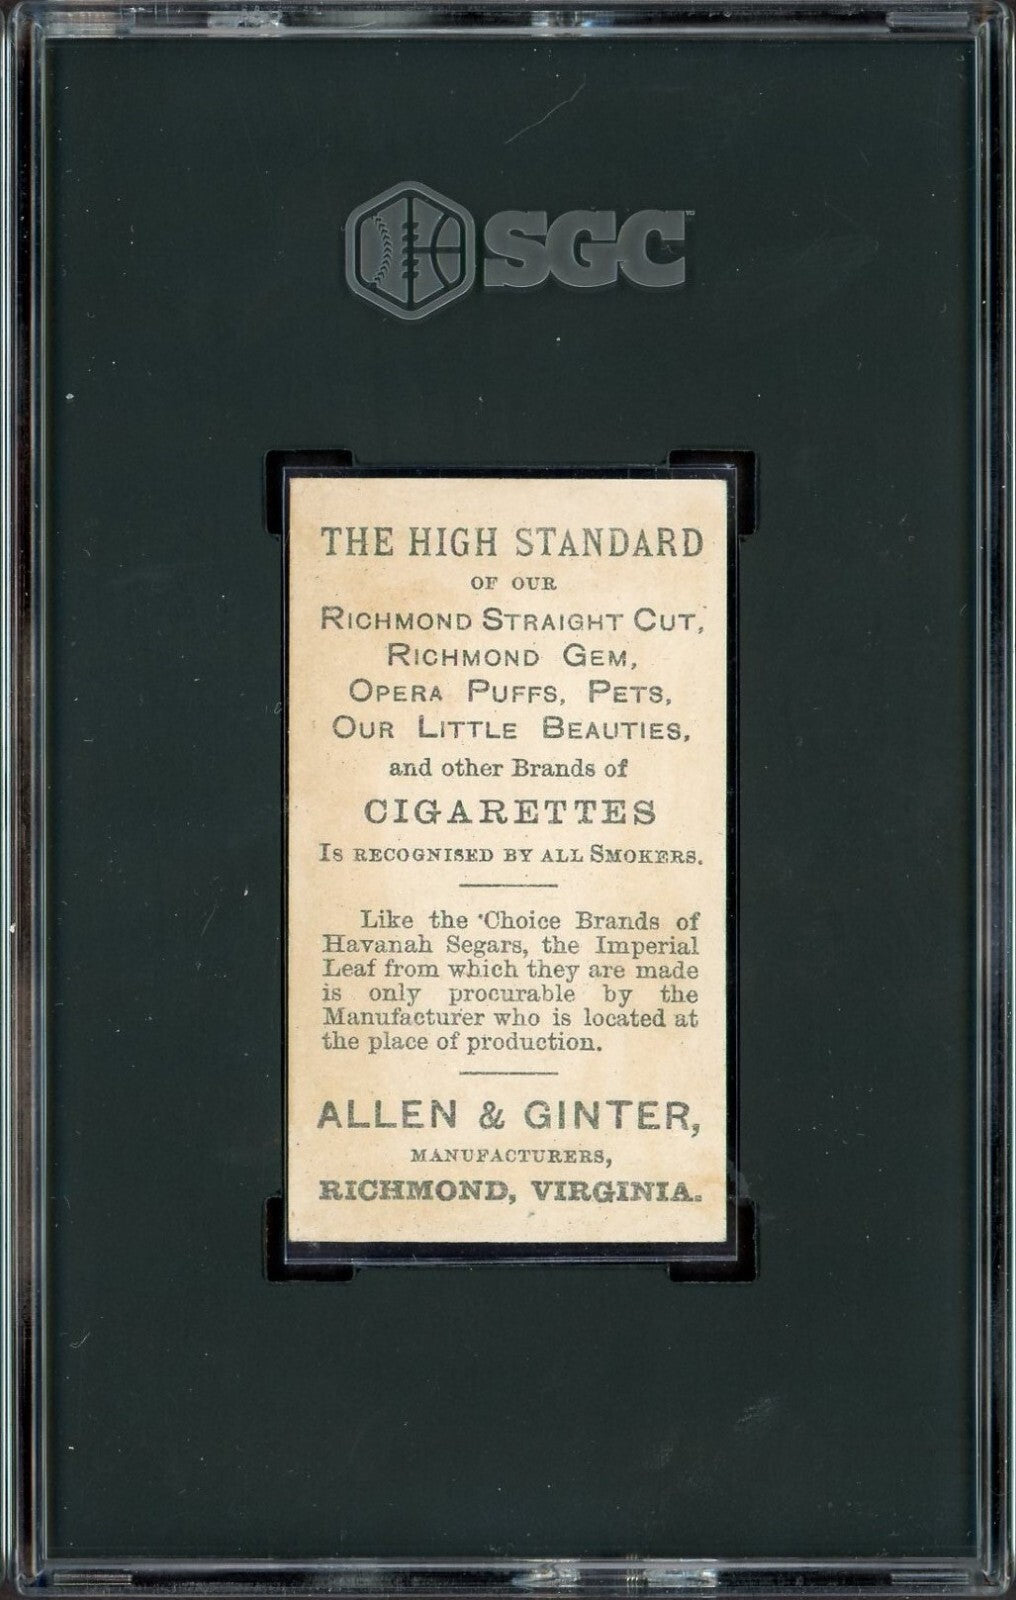 SGC
THE HIGH STANDARD
OF OUR
RICHMOND STRAIGHT CUT,
RICHMOND GEM,
OPERA PUFFS, PETS,
OUR LITTLE BEAUTIES,
and other Brands of
CIGARETTES
IS RECOGNISED BY ALL SMOKERS.
Like the Choice Brands of
Havanah Segars, the Imperial
Leaf from which they are made
is only procurable by the
Manufacturer who is located at
the place of production.
ALLEN & GINTER,
MANUFACTURERS,
RICHMOND, VIRGINIA.